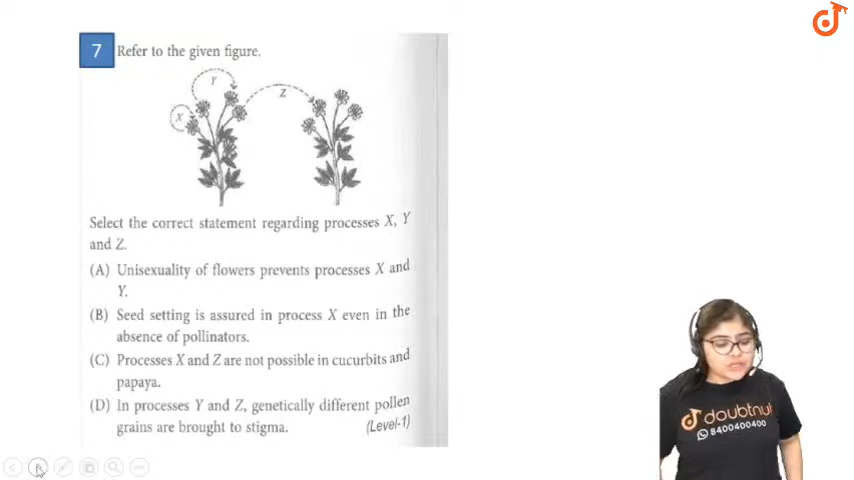 7 Refer to the given figure.
Y
X
Z
Select the correct statement regarding processes X, Y
and Z.
(A) Unisexuality of flowers prevents processes X and
Y.
(B) Seed setting is assured in process X even in the
absence of pollinators.
(C) Processes X and Z are not possible in cucurbits and
papaya.
(D) In processes Y and Z, genetically different pollen
grains are brought to stigma. (Level-1)
doubtnut
8400400400